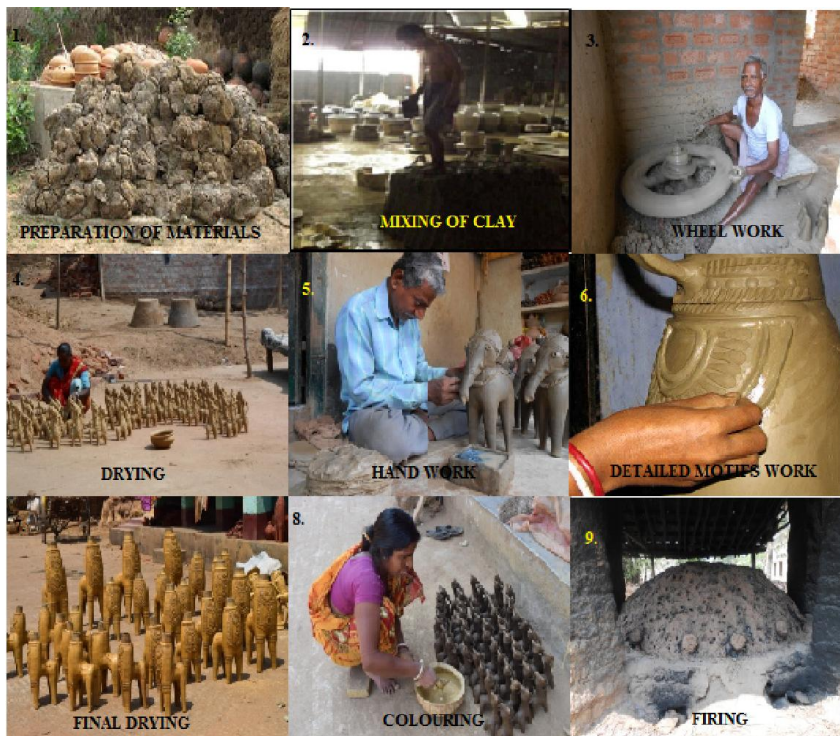 1.
PREPARATION OF MATERIALS
2.
MIXING OF CLAY
3.
WHEEL WORK
4.
DRYING
5.
HAND WORK
6.
DETAILED MOTIFS WORK
FINAL DRYING
8.
COLOURING
9.
FIRING